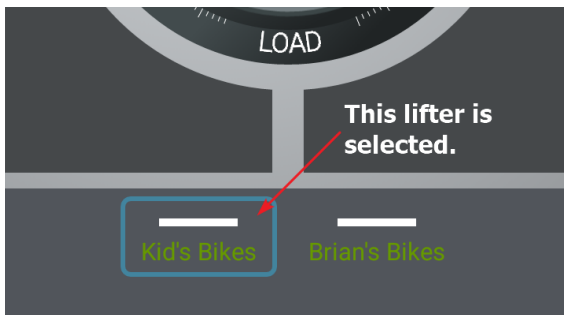 LOAD
This lifter is
selected.
Kid's Bikes
Brian's Bikes